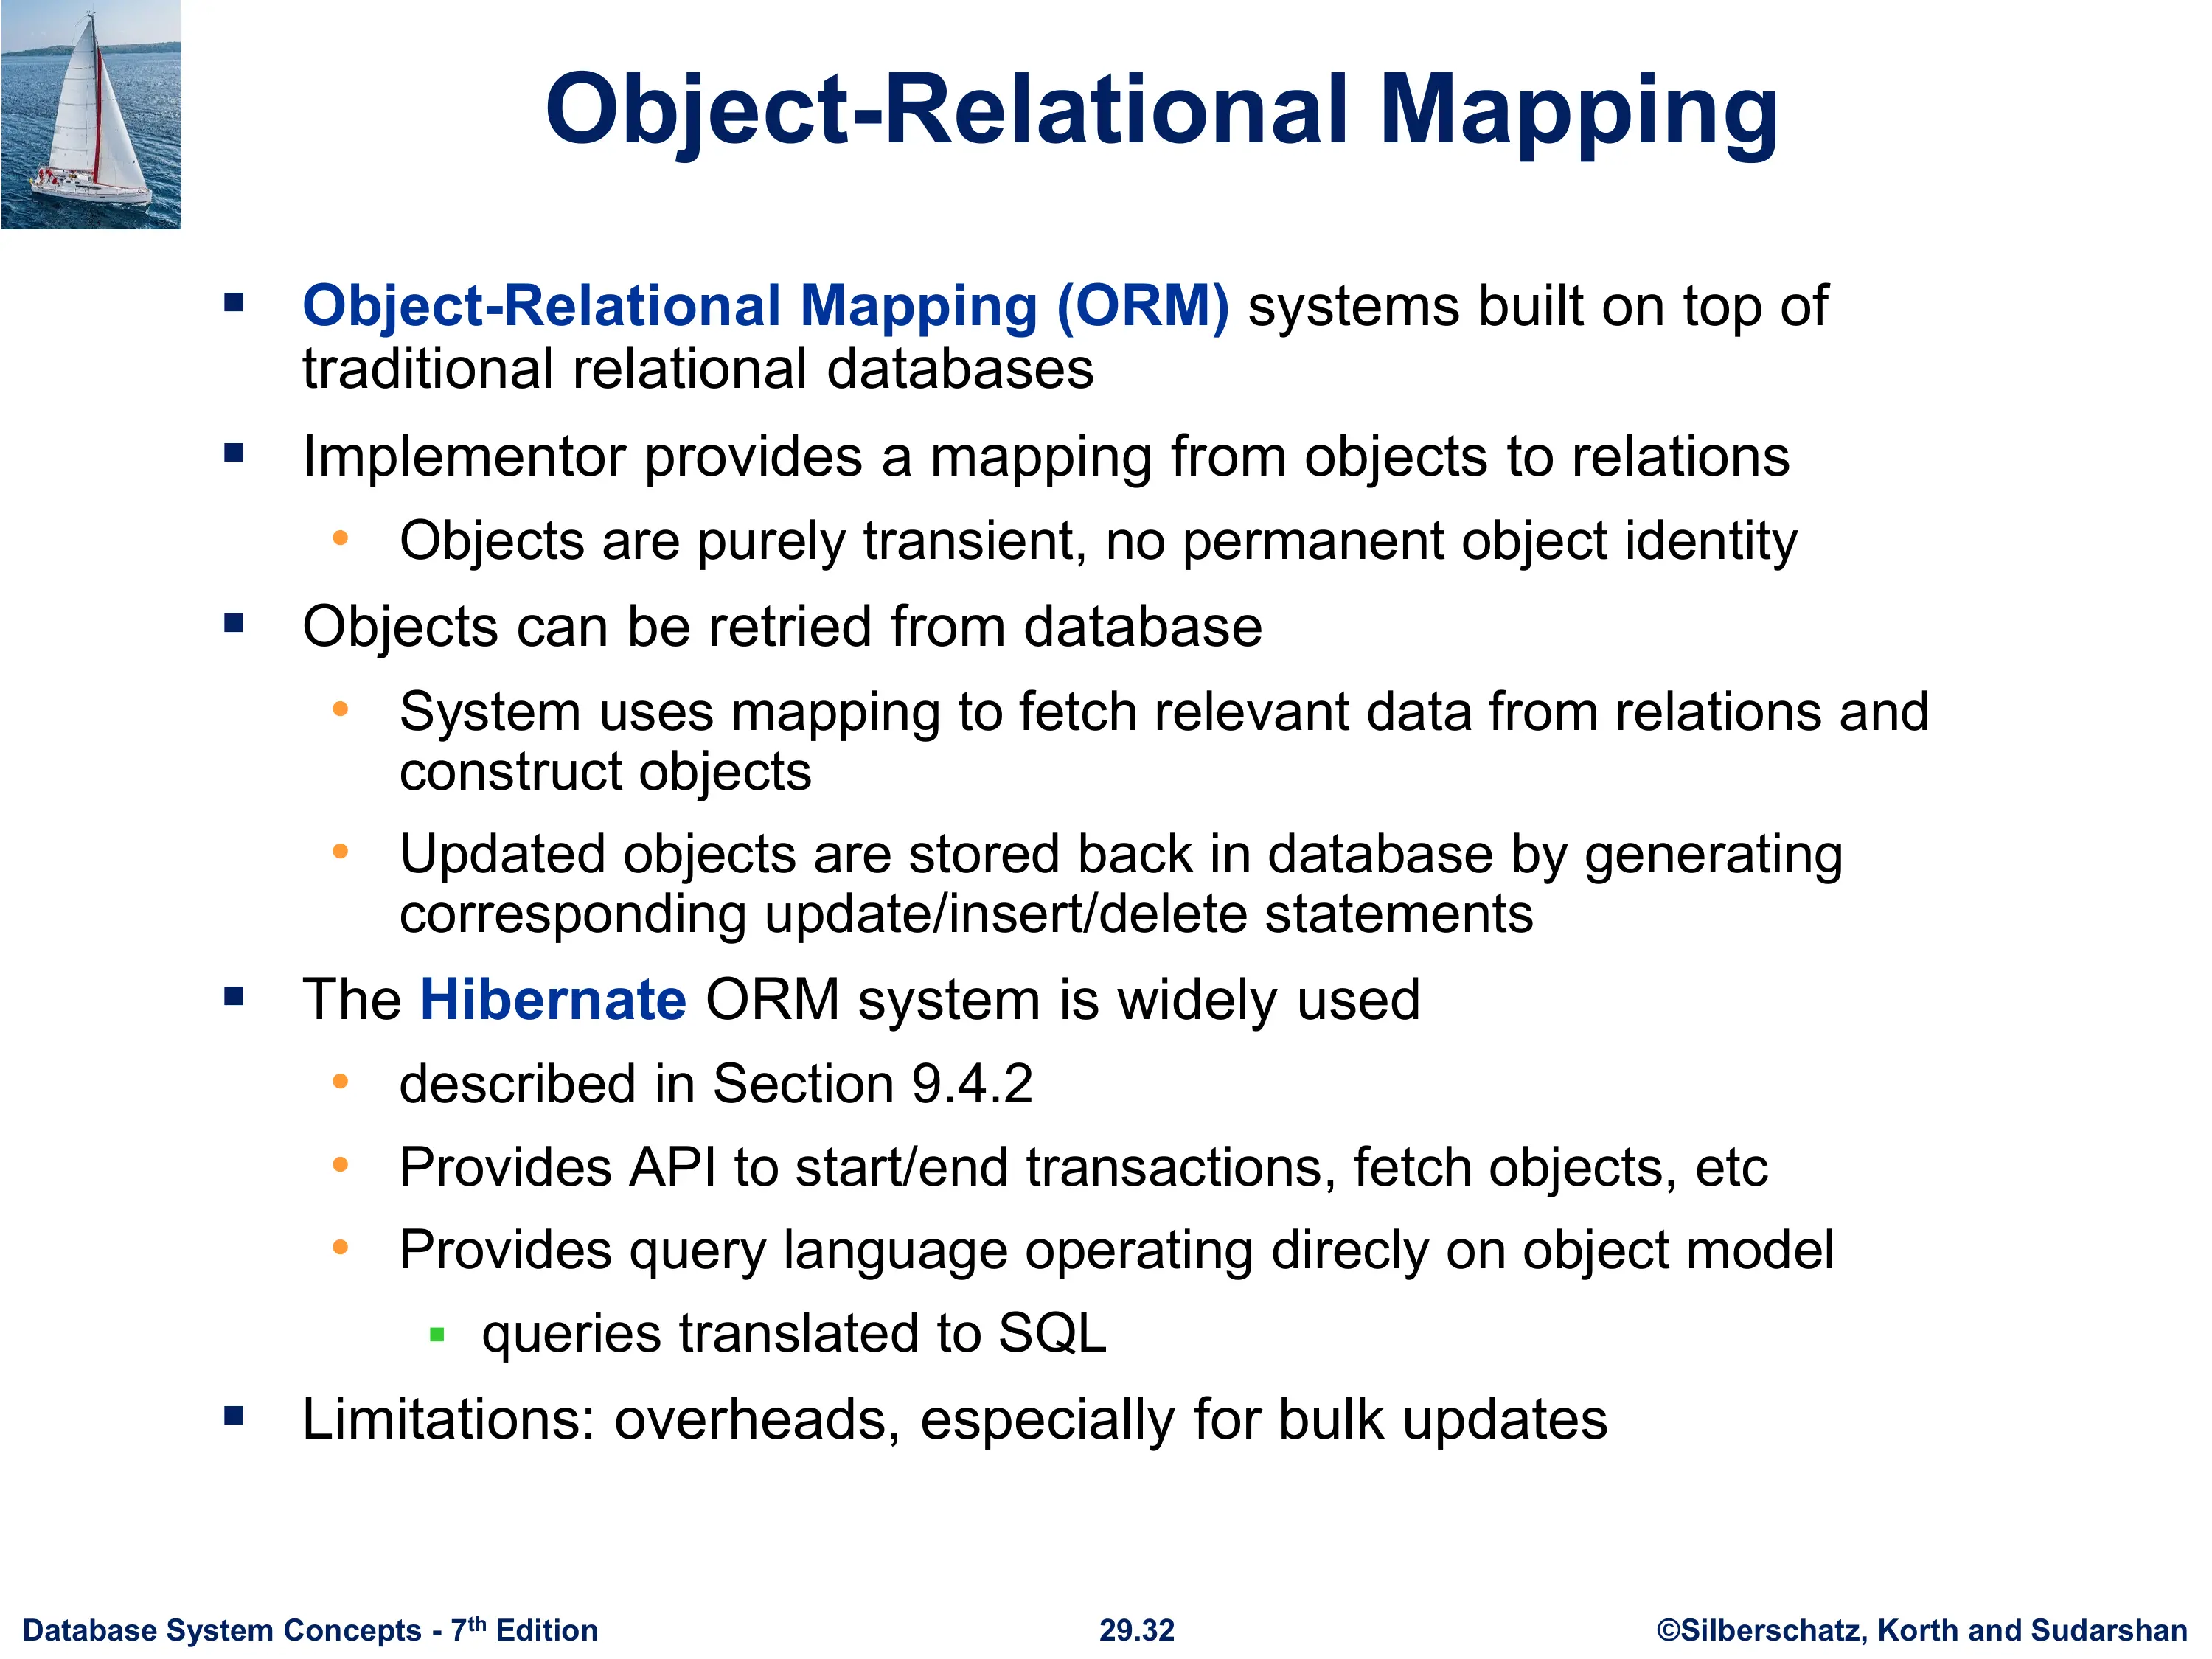 Object-Relational Mapping
▪ Object-Relational Mapping (ORM) systems built on top of
traditional relational databases
▪ Implementor provides a mapping from objects to relations
• Objects are purely transient, no permanent object identity
▪ Objects can be retried from database
• System uses mapping to fetch relevant data from relations and
construct objects
• Updated objects are stored back in database by generating
corresponding update/insert/delete statements
▪ The Hibernate ORM system is widely used
• described in Section 9.4.2
• Provides API to start/end transactions, fetch objects, etc
• Provides query language operating direcly on object model
▪ queries translated to SQL
▪ Limitations: overheads, especially for bulk updates
Database System Concepts - 7th Edition 29.32 ©Silberschatz, Korth and Sudarshan